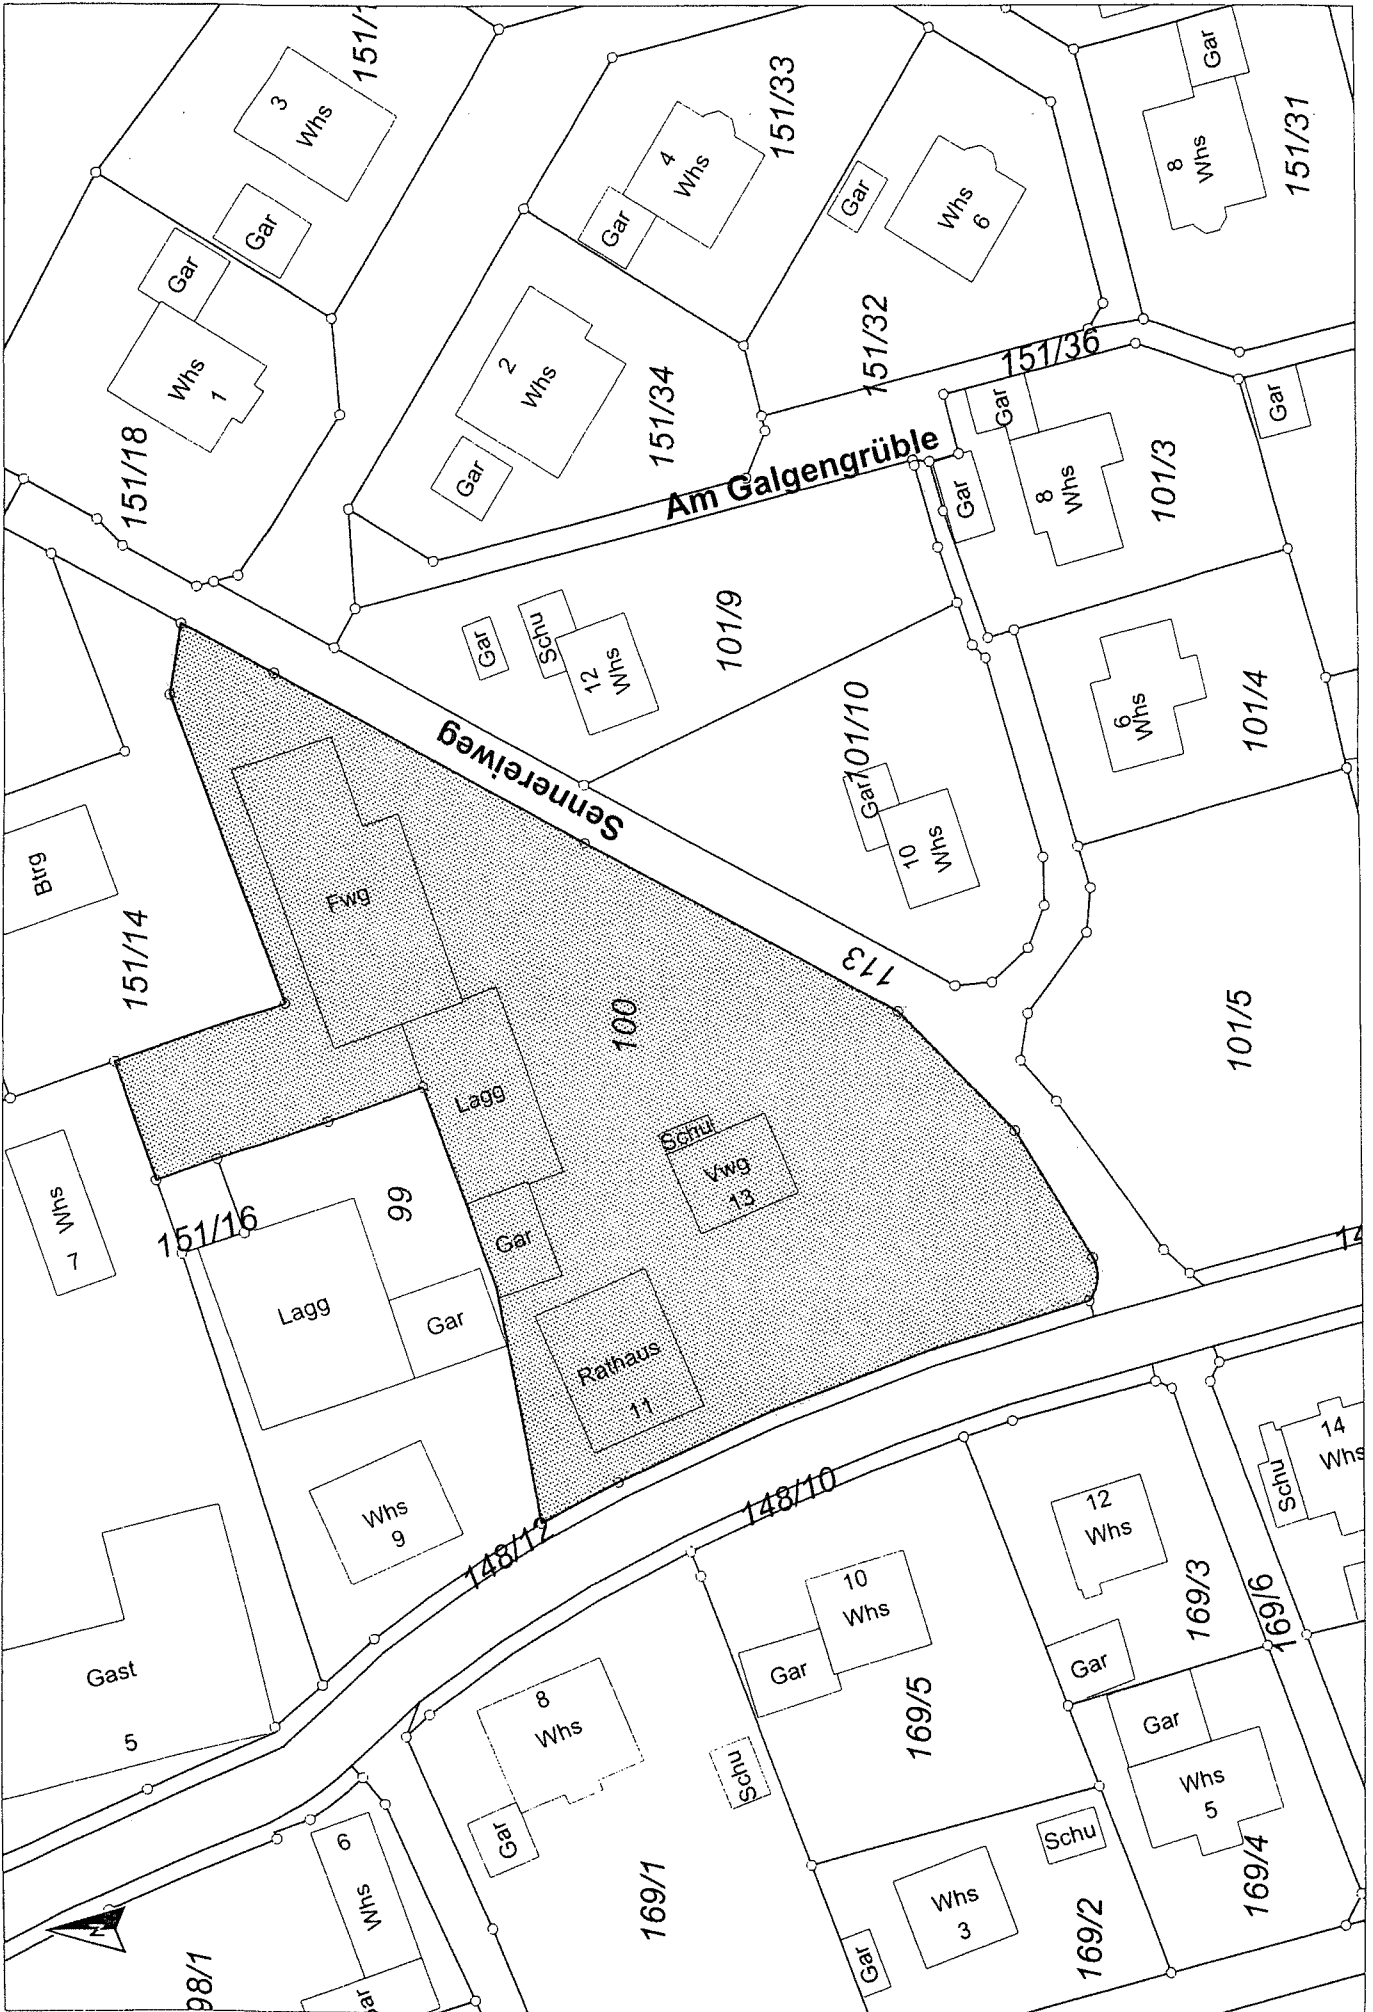 151/1
3
Whs
Gar
Gar
Whs
1
151/18
151/33
4
Whs
Gar
2
Whs
Gar
151/34
Gar
Whs
6
151/32
Gar
8
Whs
151/31
151/36
Gar
Am Galgengrüble
Gar
8
Whs
101/3
Gar
Gar
Schu
12
Whs
101/9
Sennereiweg
6
Whs
101/4
101/10
Gar
10
Whs
Btrg
151/14
Fwg
113
100
101/5
Lagg
Schu
Vwg
13
Whs
7
151/16
99
Gar
Lagg
Gar
Rathaus
11
14
Whs
9
148/12
148/10
Gast
5
12
Whs
14
Whs
Schu
169/3
169/6
10
Whs
Gar
169/5
Gar
8
Whs
Schu
Gar
Gar
Whs
5
169/4
6
Whs
N
98/1
169/1
Schu
Whs
3
169/2
Gar